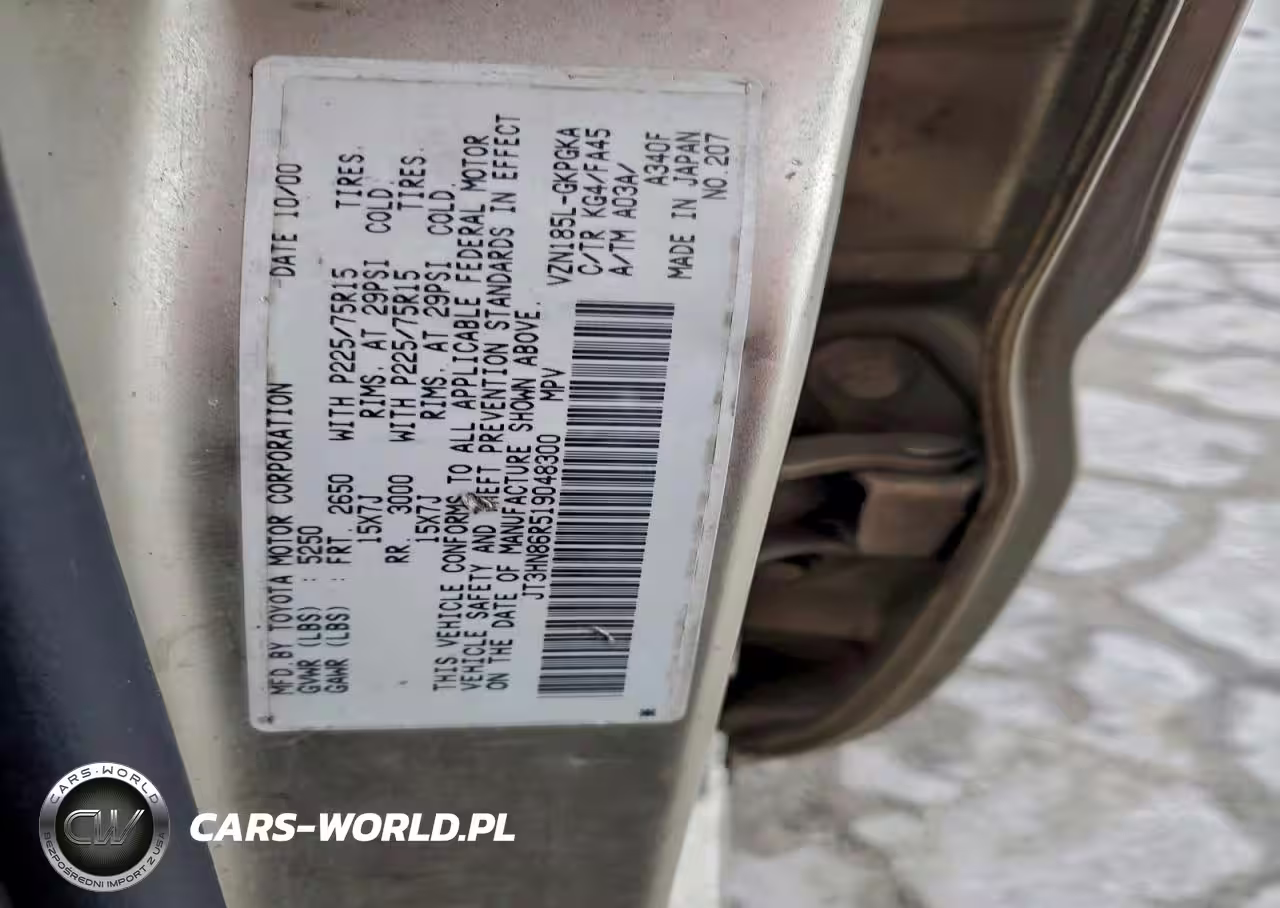 MFD. BY TOYOTA MOTOR CORPORATION DATE 10/00
GVWR (LBS) : 5250
GAWR (LBS) : FRT. 2650 WITH P225/75R15 TIRES.
15X7J RIMS. AT 29PSI COLD.
RR. 3000 WITH P225/75R15 TIRES.
15X7J RIMS. AT 29PSI COLD.
THIS VEHICLE CONFORMS TO ALL APPLICABLE FEDERAL MOTOR
VEHICLE SAFETY AND THEFT PREVENTION STANDARDS IN EFFECT
ON THE DATE OF MANUFACTURE SHOWN ABOVE.
JT3HN86R519048300 MPV
VZN185L-GKPGKA
C/TR KG4/FA45
A/TM A03A/
A340F
MADE IN JAPAN
NO.207
CARS-WORLD
CW
BEZPOŚREDNI IMPORT Z USA
CARS-WORLD.PL